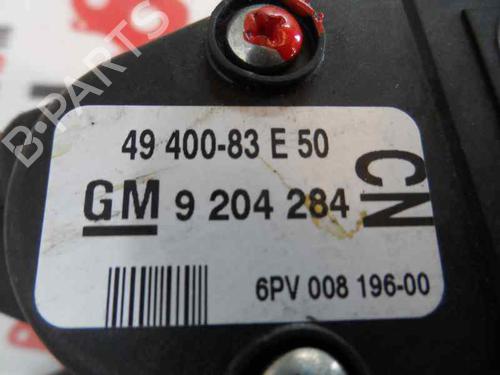 B-PARTS
49 400-83 E 50
GM 9 204 284
CN
6PV 008 196-00